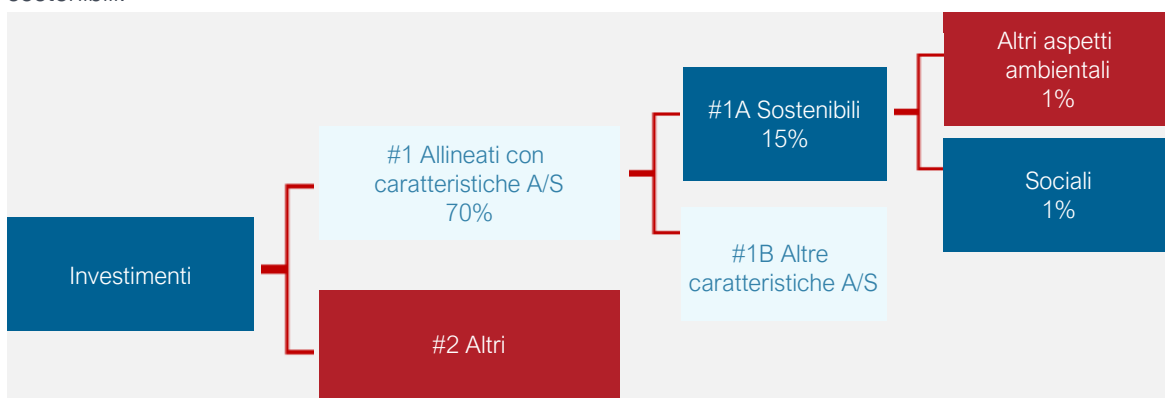 Altri aspetti
ambientali
1%
#1A Sostenibili
15%
#1 Allineati con
caratteristiche A/S
70%
Sociali
1%
#1B Altre
caratteristiche A/S
Investimenti
#2 Altri